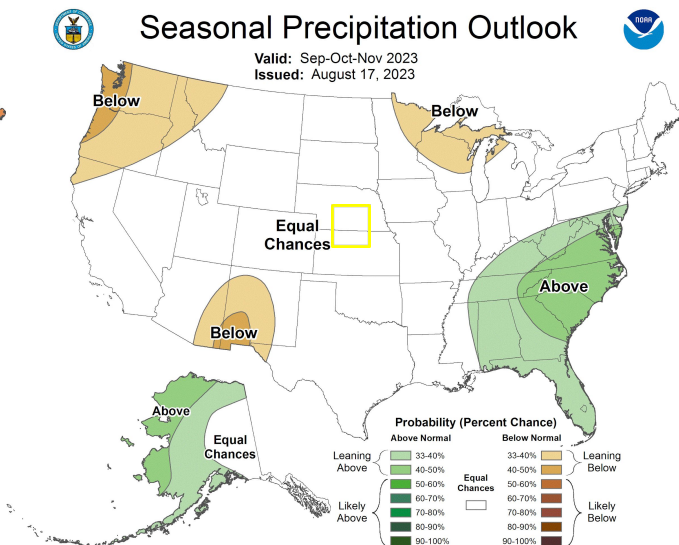 Seasonal Precipitation Outlook
NOAA
Valid: Sep-Oct-Nov 2023
Issued: August 17, 2023
Below
Below
Equal
Chances
Above
Below
Above
Equal
Chances
Probability (Percent Chance)
Above Normal
Below Normal
Leaning
Above
33-40%
40-50%
50-60%
60-70%
70-80%
80-90%
90-100%
Likely
Above
Equal
Chances
33-40%
40-50%
50-60%
60-70%
70-80%
80-90%
90-100%
Leaning
Below
Likely
Below